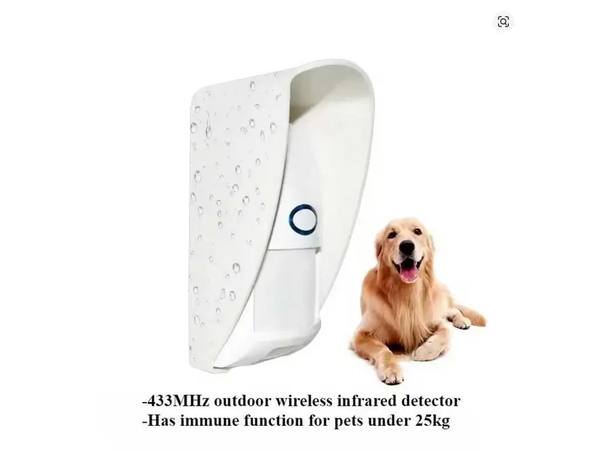 -433MHz outdoor wireless infrared detector
-Has immune function for pets under 25kg